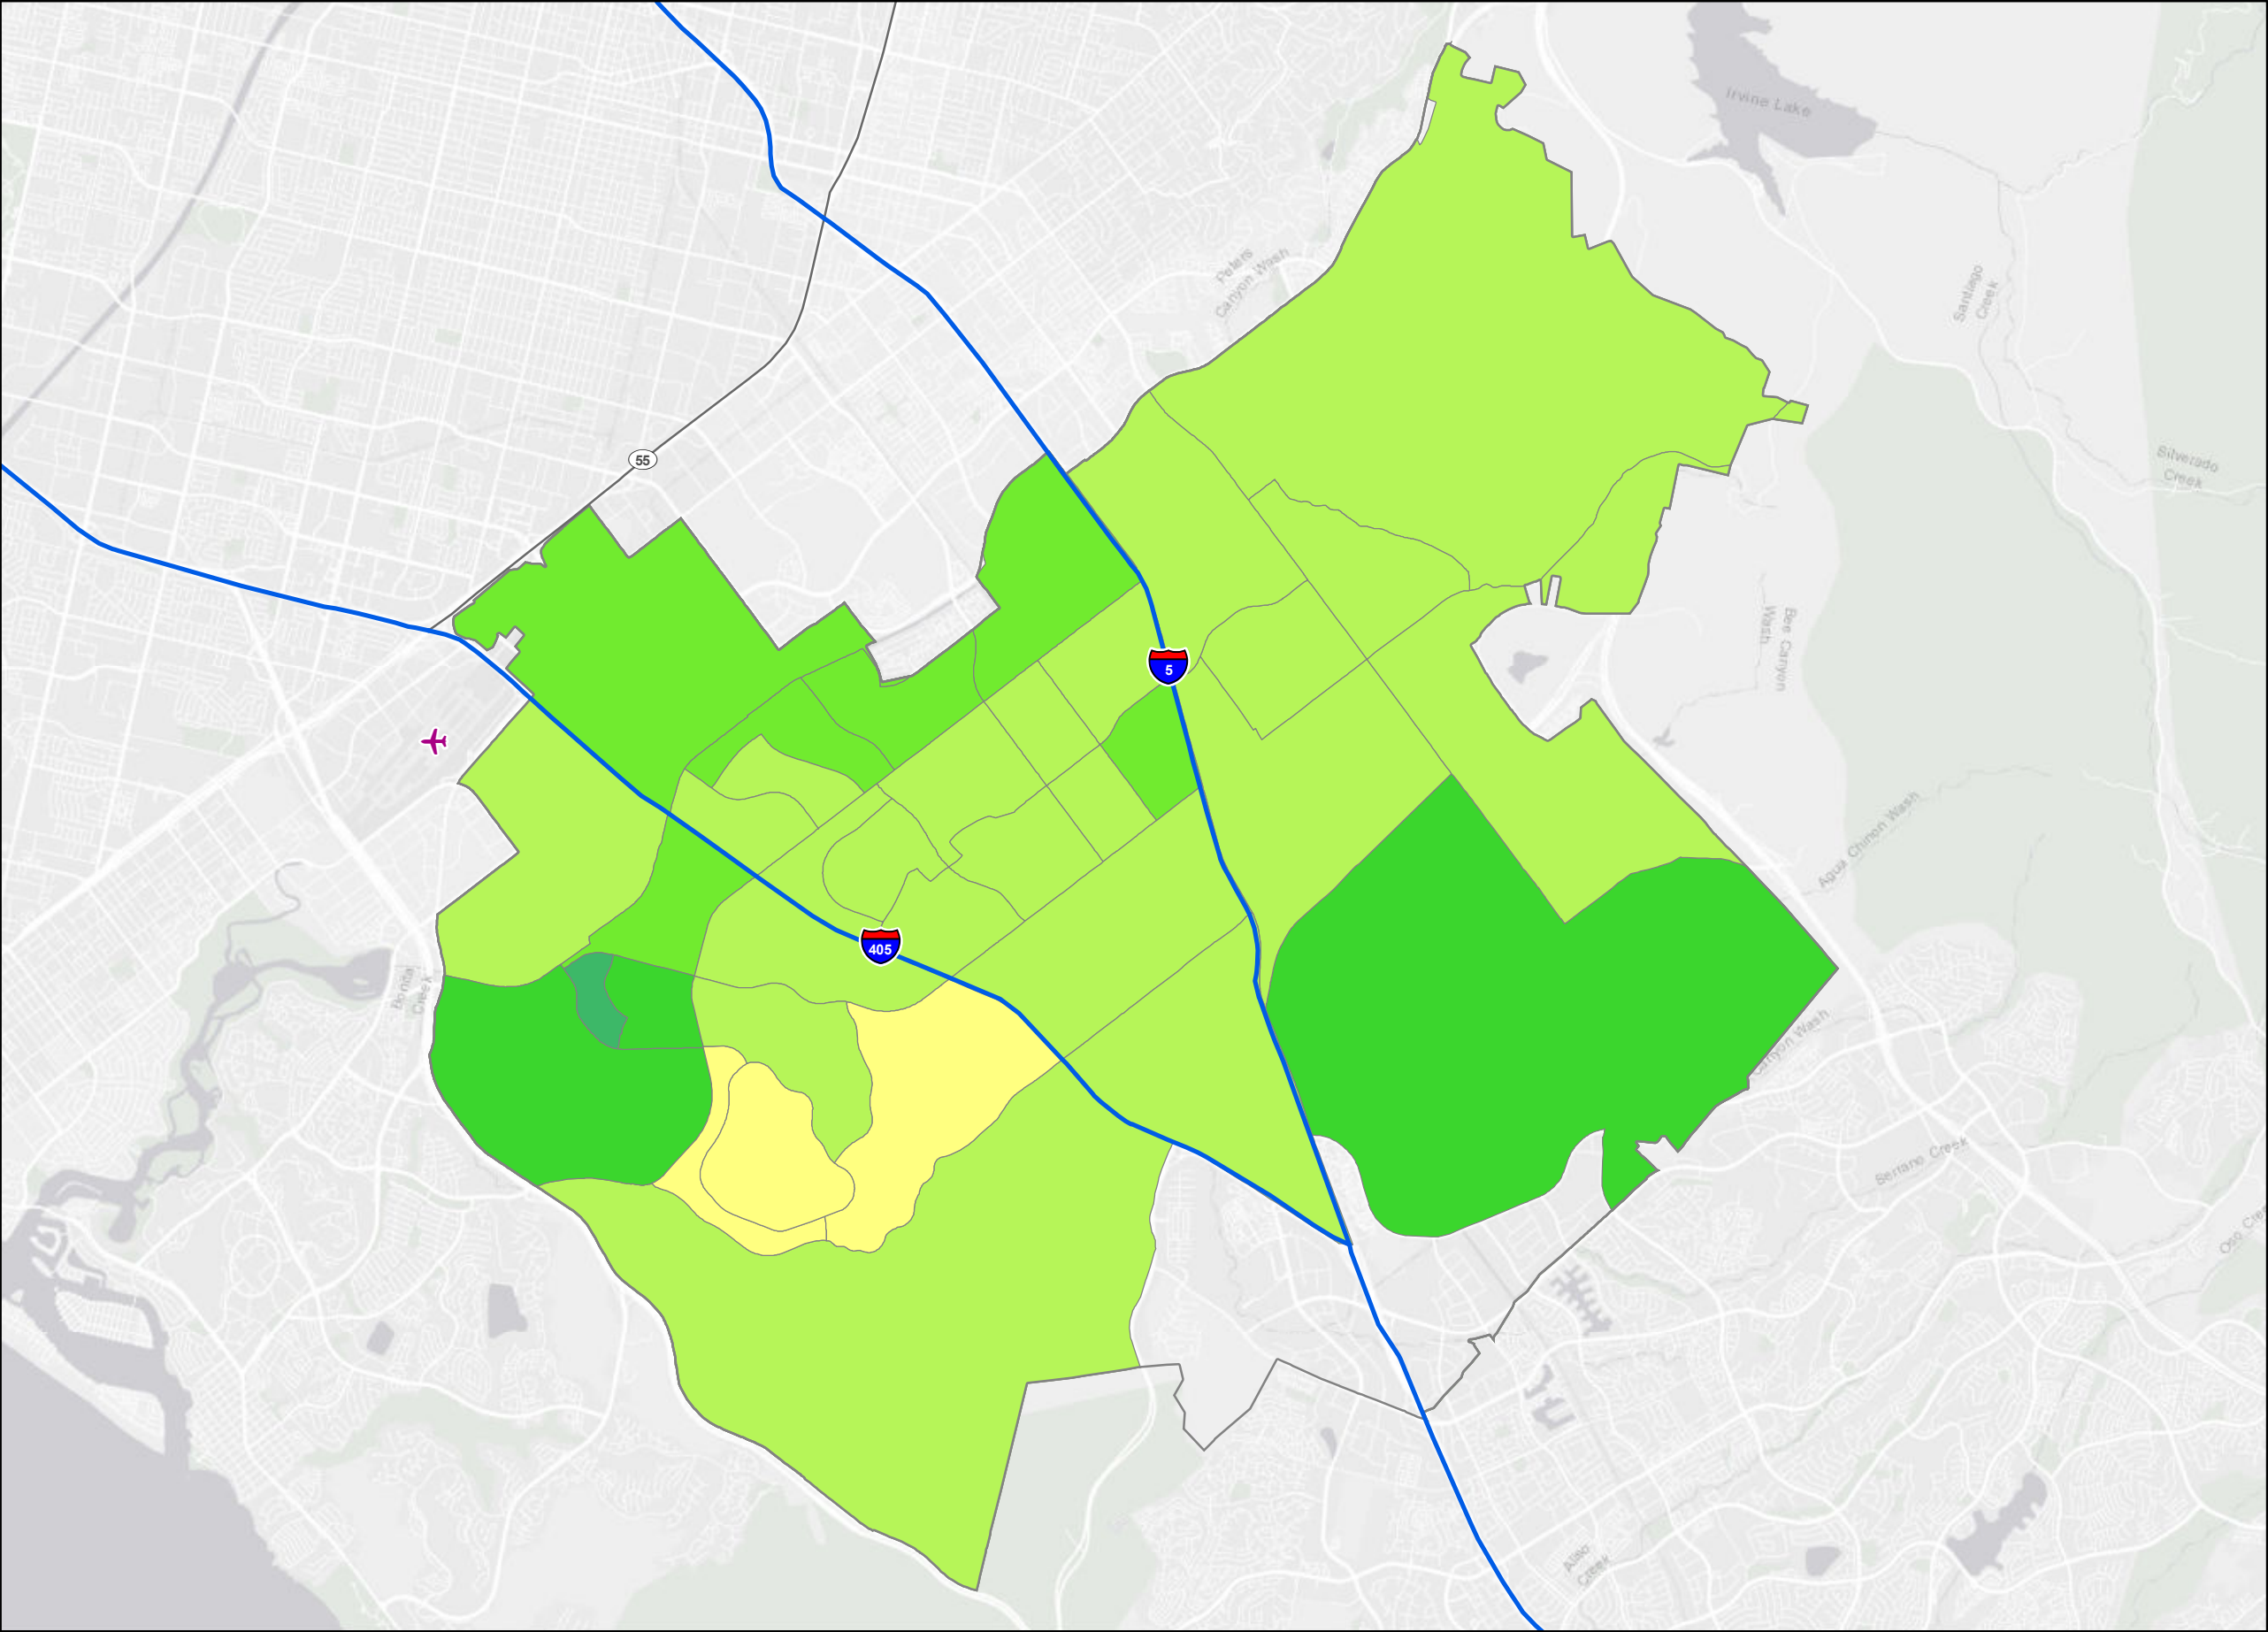 Irvine Lake
Peters
Canyon Wash
Santiago
Creek
Silverado
Creek
55
Bee Canyon
Wash
5
Agua Chinon Wash
405
Bonita
Creek
Canyon Wash
Serrano Creek
Oso Cree
Aliso
Creek